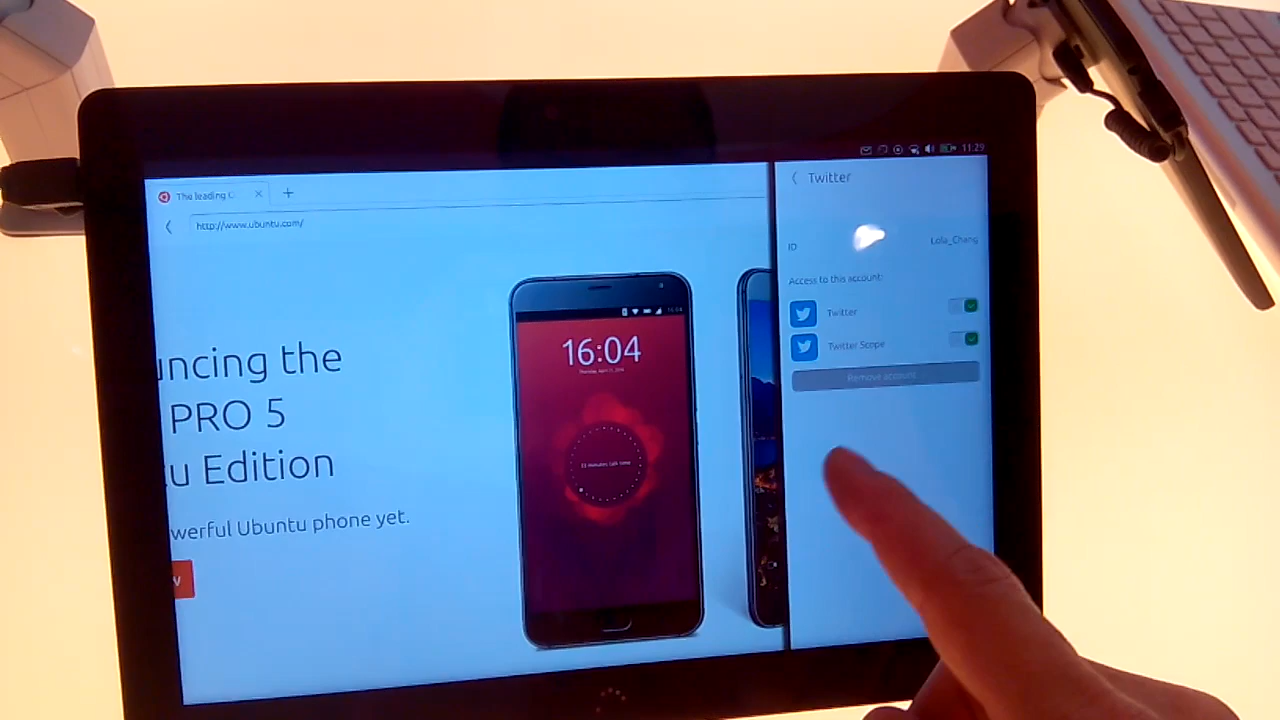 11:29
The leading
http://www.ubuntu.com/
uncing the
PRO 5
u Edition
werful Ubuntu phone yet.
16:04
Twitter
ID
Lola_Chang
Access to this account:
Twitter
Twitter Scope
Remove account